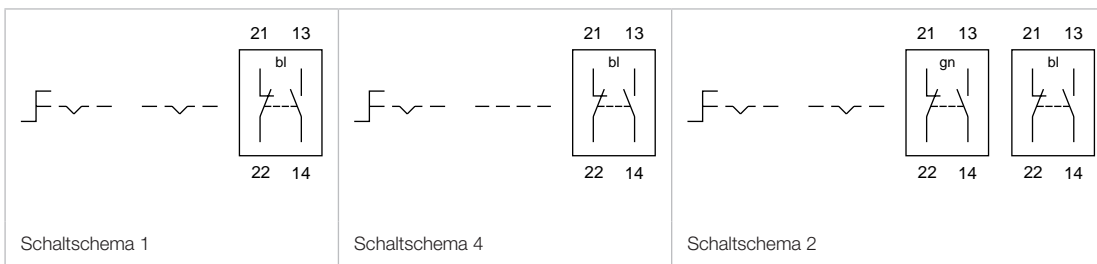 21 13
bl
22 14
Schaltschema 1
21 13
bl
22 14
Schaltschema 4
21 13
gn
22 14
21 13
bl
22 14
Schaltschema 2